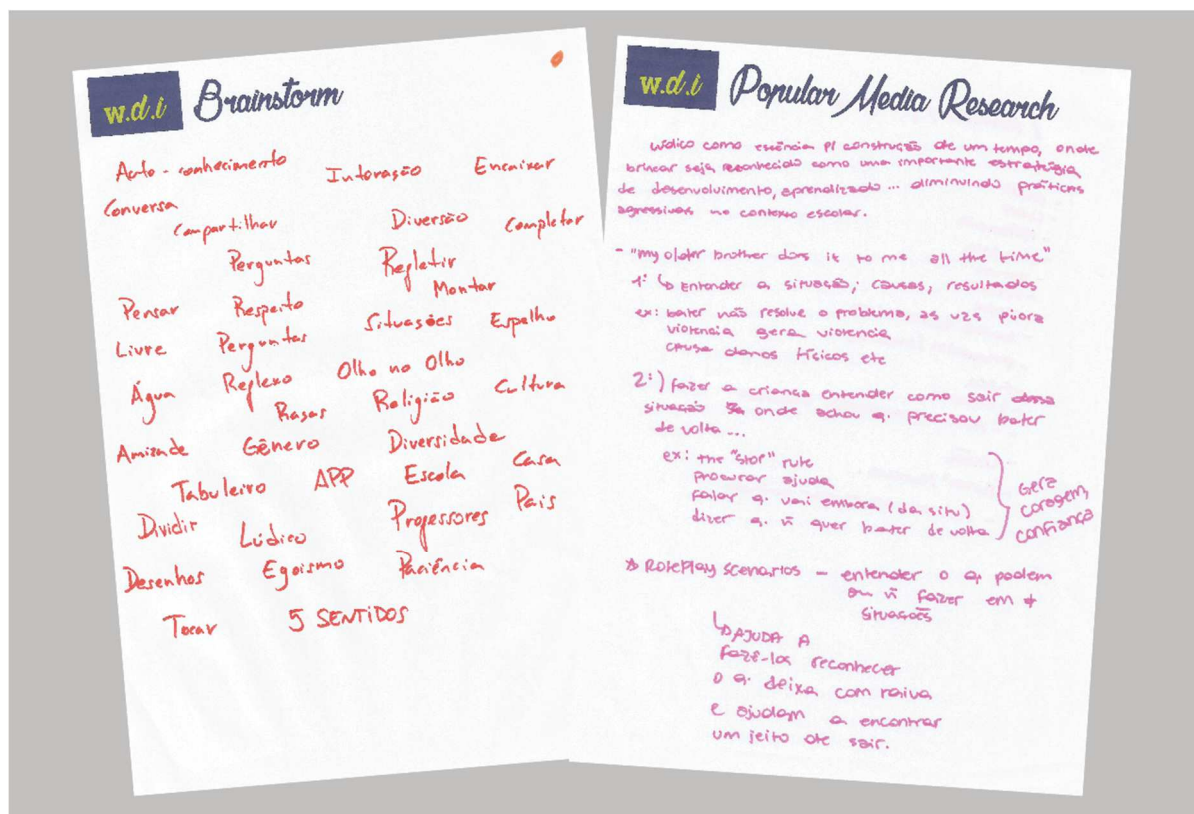 w.d.i Brainstorm
Auto-conhecimento Interação Encaixar
Conversa
Compartilhar Diversão Completar
Perguntas Refletir
Montar
Pensar Respeito
Livre Perguntas Situações Espelho
Água Reflexo Olho no Olho
Raças Religião Cultura
Amizade Gênero Diversidade
Tabuleiro APP Escola Casa
Dividir Lúdico Professores Pais
Desenhos Egoísmo Paciência
Tocar 5 SENTIDOS
w.d.i Popular Media Research
lúdico como essência p/ construção de um tempo, onde
brincar seja reconhecido como uma importante estratégia
de desenvolvimento, aprendizado ... diminuindo práticas
agressivas no contexto escolar.
- "my older brother does it to me all the time"
1: ↳ Entender a situação, causas, resultados
ex: bater não resolve o problema, as vzs piora
violencia gera violencia
causa danos físicos etc
2:) fazer a criança entender como sair dessa
situação onde achou q. precisou bater
de volta ...
ex: the "stop" rule
procurar ajuda
falar q. vai embora (da situ)
dizer q. ñ quer bater de volta
gera
coragem,
confiança
RolePlay scenarios - entender o q. podem
ou ñ fazer em ≠
situações
↳ AJUDA A
fazê-los reconhecer
o q. deixa com raiva
e ajudam a encontrar
um jeito de sair.